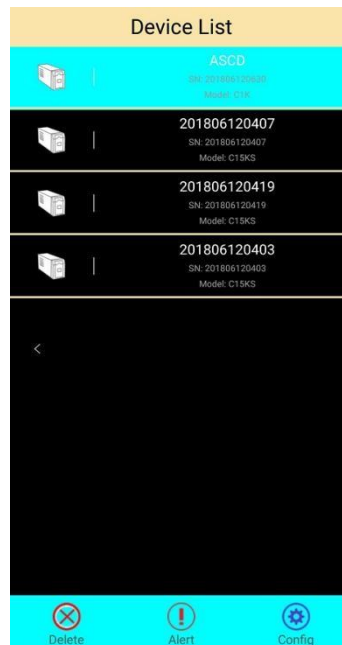 Device List
ASCD
SN: 201806120630
Model: C1K
201806120407
SN: 201806120407
Model: C15KS
201806120419
SN: 201806120419
Model: C15KS
201806120403
SN: 201806120403
Model: C15KS
<
Delete
Alert
Config